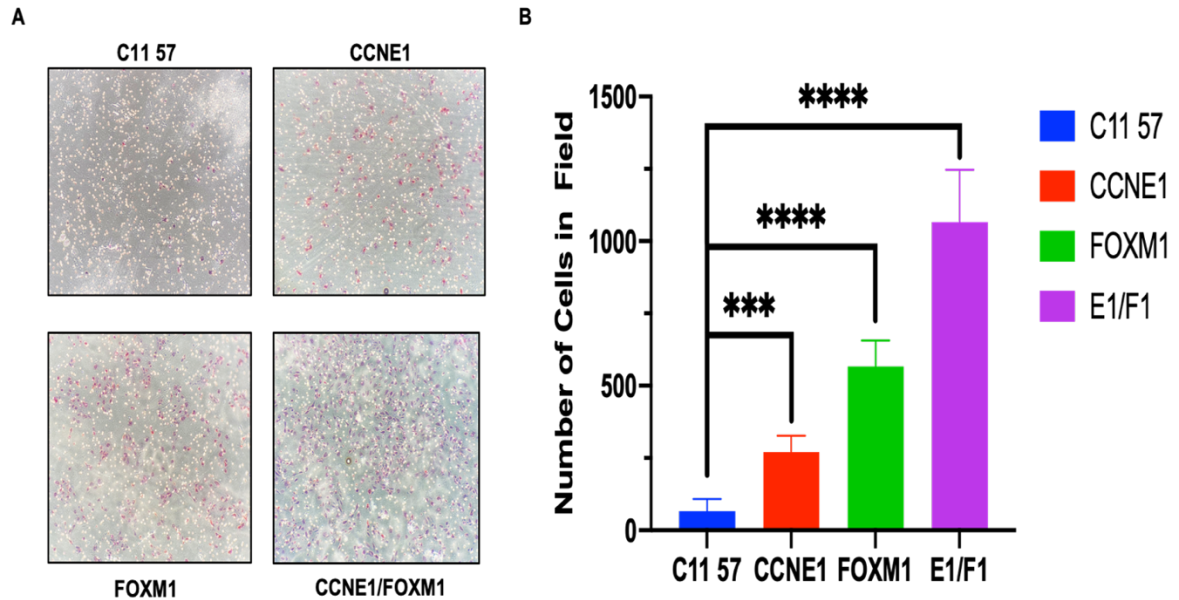 A
C11 57
CCNE1
FOXM1
CCNE1/FOXM1
B
Number of Cells in Field
1500
1000
500
0
****
****
***
C11 57
CCNE1
FOXM1
E1/F1
C11 57
CCNE1
FOXM1
E1/F1